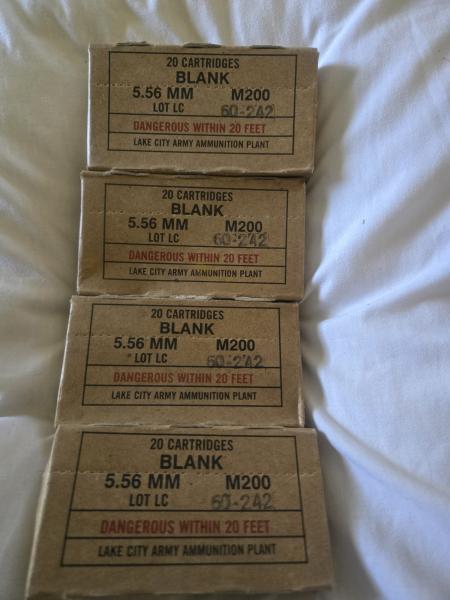 20 CARTRIDGES
BLANK
5.56 MM M200
LOT LC 60-242
DANGEROUS WITHIN 20 FEET
LAKE CITY ARMY AMMUNITION PLANT
20 CARTRIDGES
BLANK
5.56 MM M200
LOT LC 60-242
DANGEROUS WITHIN 20 FEET
LAKE CITY ARMY AMMUNITION PLANT
20 CARTRIDGES
BLANK
5.56 MM M200
LOT LC 60-242
DANGEROUS WITHIN 20 FEET
LAKE CITY ARMY AMMUNITION PLANT
20 CARTRIDGES
BLANK
5.56 MM M200
LOT LC 60-242
DANGEROUS WITHIN 20 FEET
LAKE CITY ARMY AMMUNITION PLANT